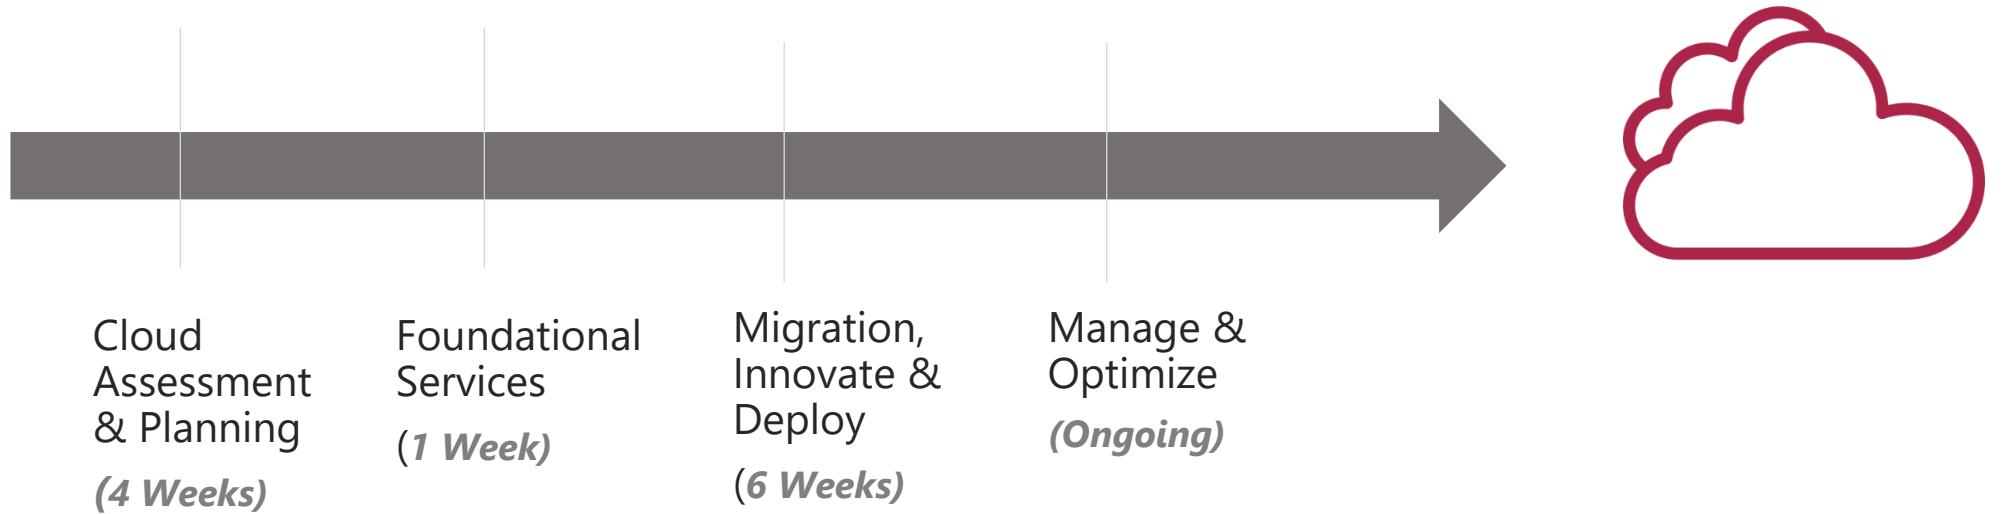 Cloud
Assessment
& Planning
(4 Weeks)
Foundational
Services
(1 Week)
Migration,
Innovate &
Deploy
(6 Weeks)
Manage &
Optimize
(Ongoing)